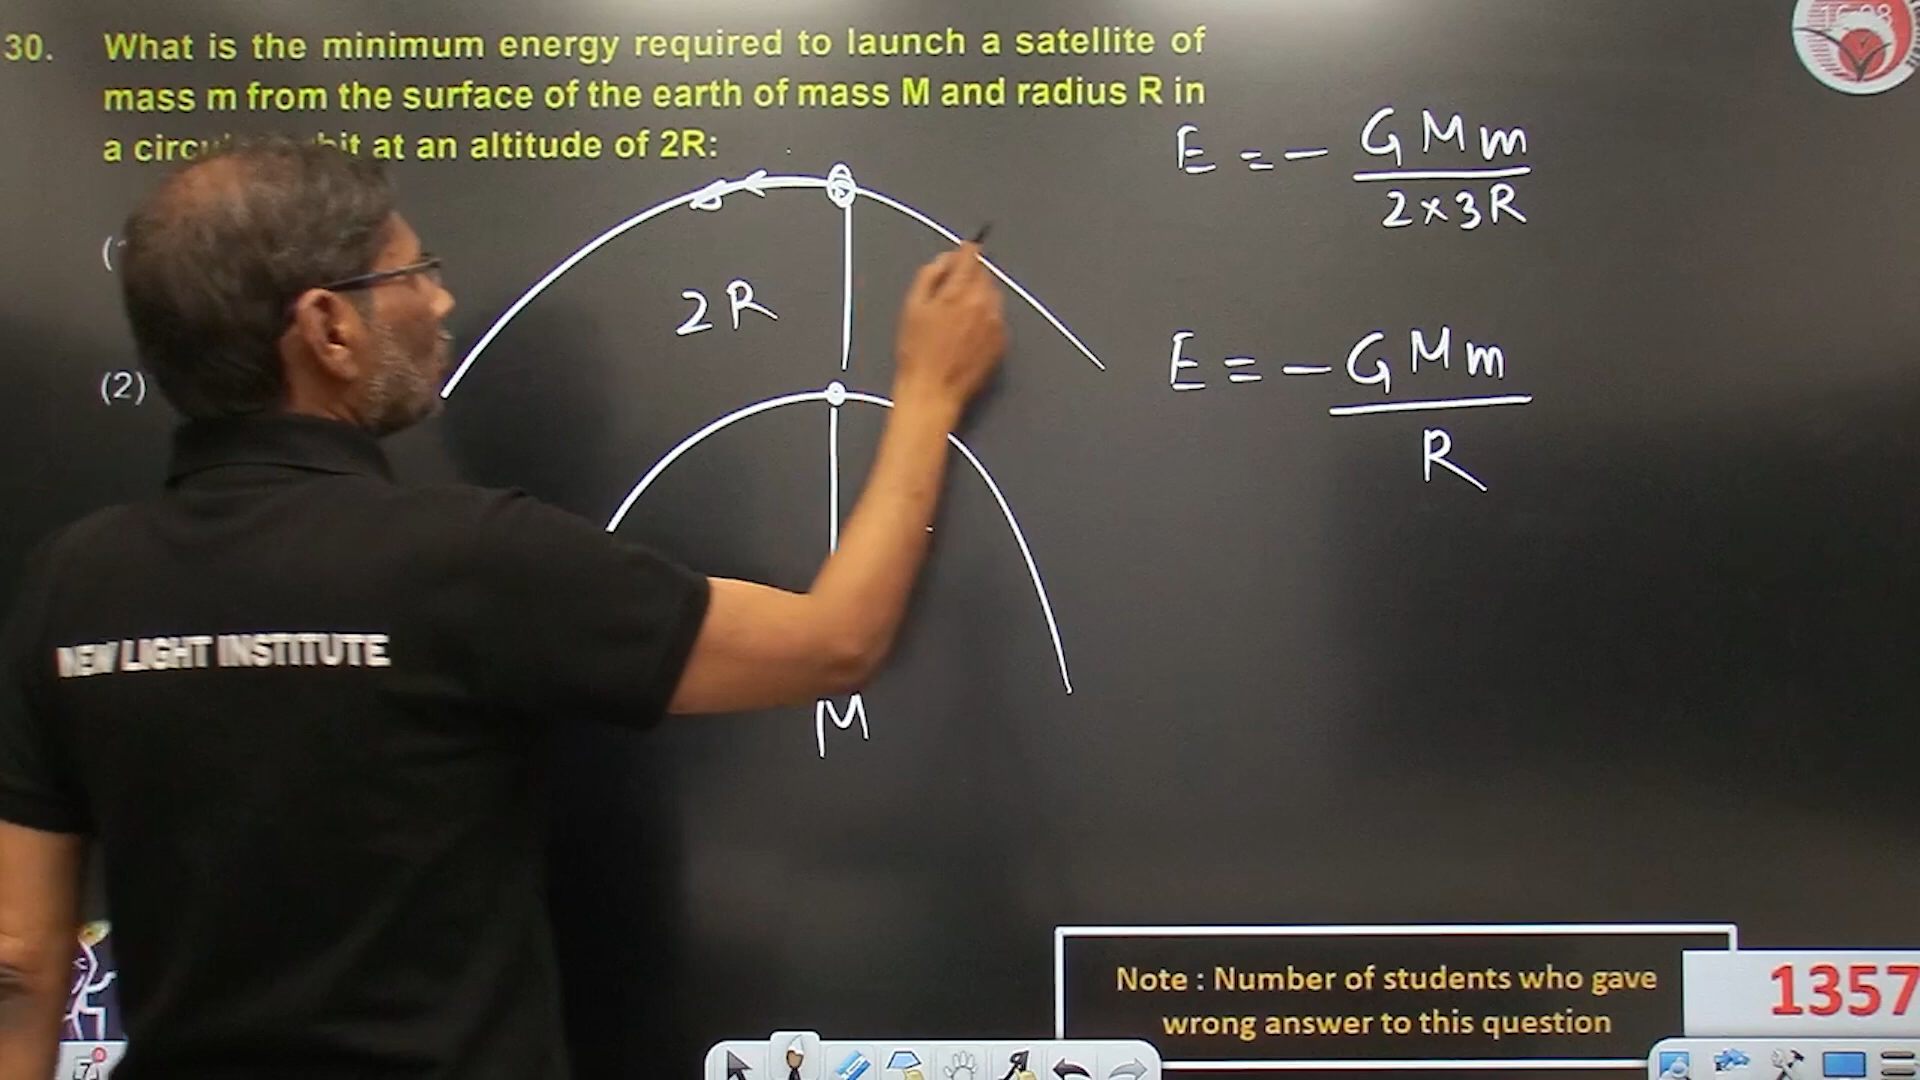 30. What is the minimum energy required to launch a satellite of
mass m from the surface of the earth of mass M and radius R in
a circu bit at an altitude of 2R:
(2)
2R
M
E = - GMm
2×3R
E = - GMm
R
NEW LIGHT INSTITUTE
Note : Number of students who gave
wrong answer to this question
1357